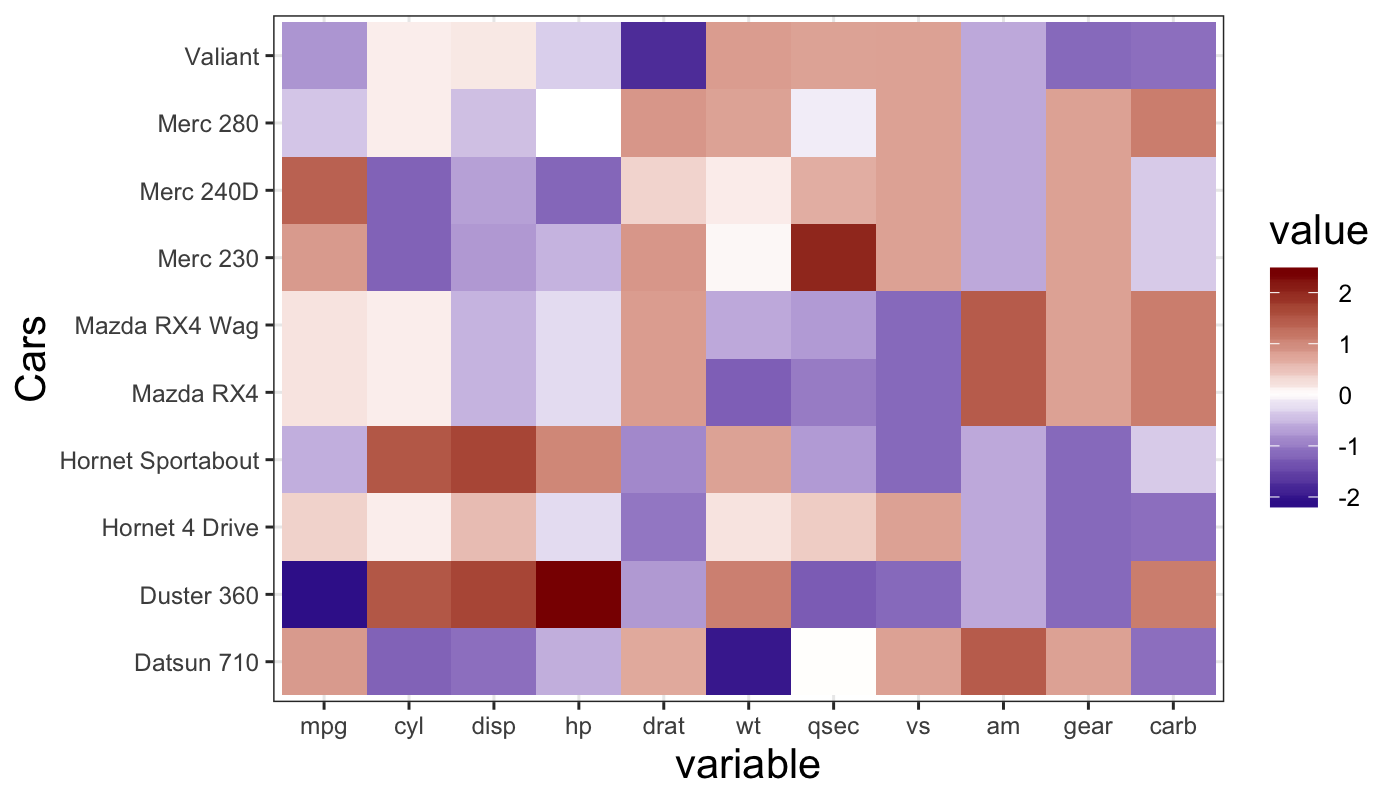 Cars
Valiant
Merc 280
Merc 240D
Merc 230
Mazda RX4 Wag
Mazda RX4
Hornet Sportabout
Hornet 4 Drive
Duster 360
Datsun 710
mpg cyl disp hp drat wt qsec vs am gear carb
variable
value
2
1
0
-1
-2